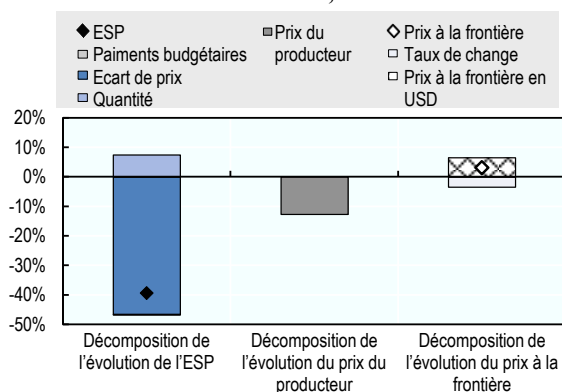 ESP
Paiments budgétaires
Ecart de prix
Quantité
Prix du
producteur
Prix à la frontière
Taux de change
Prix à la frontière en
USD
20%
10%
0%
-10%
-20%
-30%
-40%
-50%
Décomposition de
l'évolution de l'ESP
Décomposition de
l'évolution du prix du
producteur
Décomposition de
l'évolution du prix à la
frontière